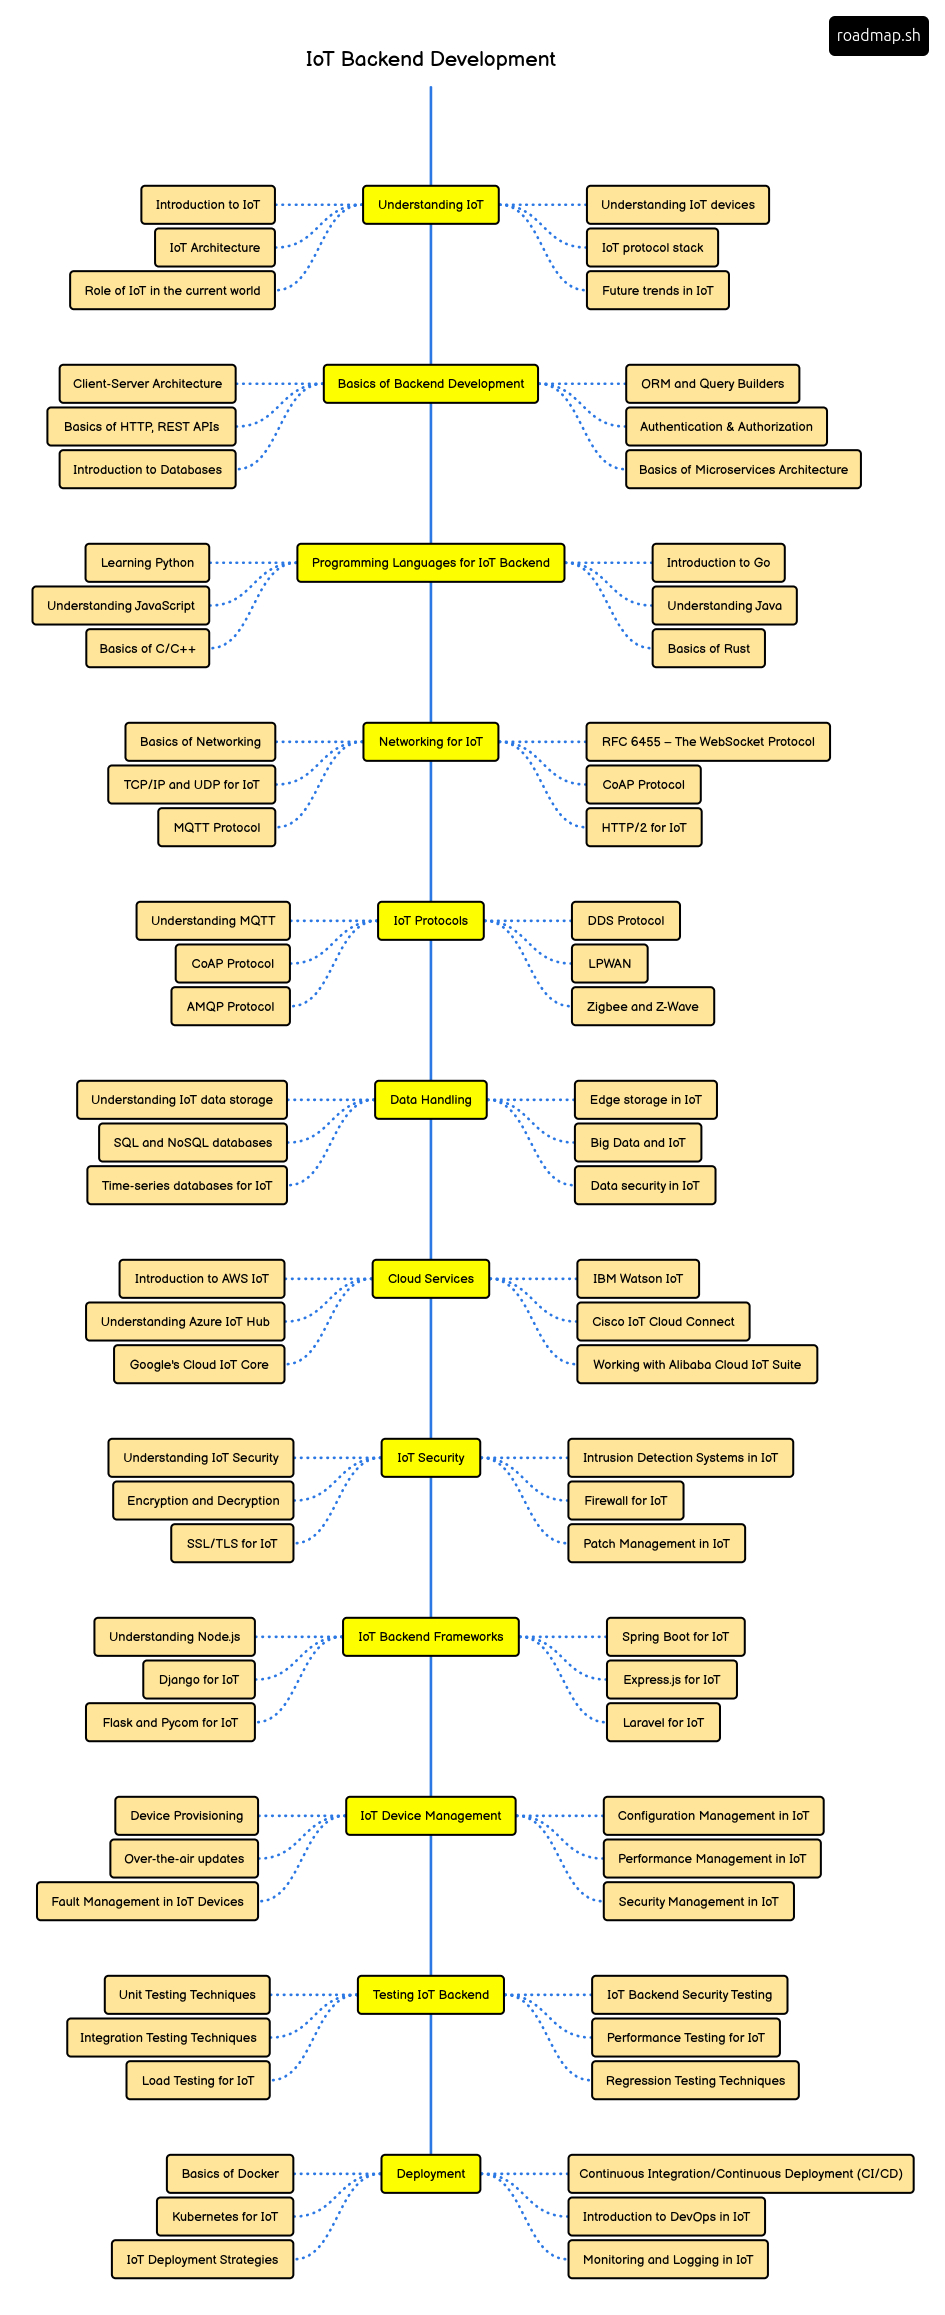 roadmap.sh
IoT Backend Development
Understanding IoT
Introduction to IoT
IoT Architecture
Role of IoT in the current world
Understanding IoT devices
IoT protocol stack
Future trends in IoT
Basics of Backend Development
Client-Server Architecture
Basics of HTTP, REST APIs
Introduction to Databases
ORM and Query Builders
Authentication & Authorization
Basics of Microservices Architecture
Programming Languages for IoT Backend
Learning Python
Understanding JavaScript
Basics of C/C++
Introduction to Go
Understanding Java
Basics of Rust
Networking for IoT
Basics of Networking
TCP/IP and UDP for IoT
MQTT Protocol
RFC 6455 – The WebSocket Protocol
CoAP Protocol
HTTP/2 for IoT
IoT Protocols
Understanding MQTT
CoAP Protocol
AMQP Protocol
DDS Protocol
LPWAN
Zigbee and Z-Wave
Data Handling
Understanding IoT data storage
SQL and NoSQL databases
Time-series databases for IoT
Edge storage in IoT
Big Data and IoT
Data security in IoT
Cloud Services
Introduction to AWS IoT
Understanding Azure IoT Hub
Google's Cloud IoT Core
IBM Watson IoT
Cisco IoT Cloud Connect
Working with Alibaba Cloud IoT Suite
IoT Security
Understanding IoT Security
Encryption and Decryption
SSL/TLS for IoT
Intrusion Detection Systems in IoT
Firewall for IoT
Patch Management in IoT
IoT Backend Frameworks
Understanding Node.js
Django for IoT
Flask and Pycom for IoT
Spring Boot for IoT
Express.js for IoT
Laravel for IoT
IoT Device Management
Device Provisioning
Over-the-air updates
Fault Management in IoT Devices
Configuration Management in IoT
Performance Management in IoT
Security Management in IoT
Testing IoT Backend
Unit Testing Techniques
Integration Testing Techniques
Load Testing for IoT
IoT Backend Security Testing
Performance Testing for IoT
Regression Testing Techniques
Deployment
Basics of Docker
Kubernetes for IoT
IoT Deployment Strategies
Continuous Integration/Continuous Deployment (CI/CD)
Introduction to DevOps in IoT
Monitoring and Logging in IoT